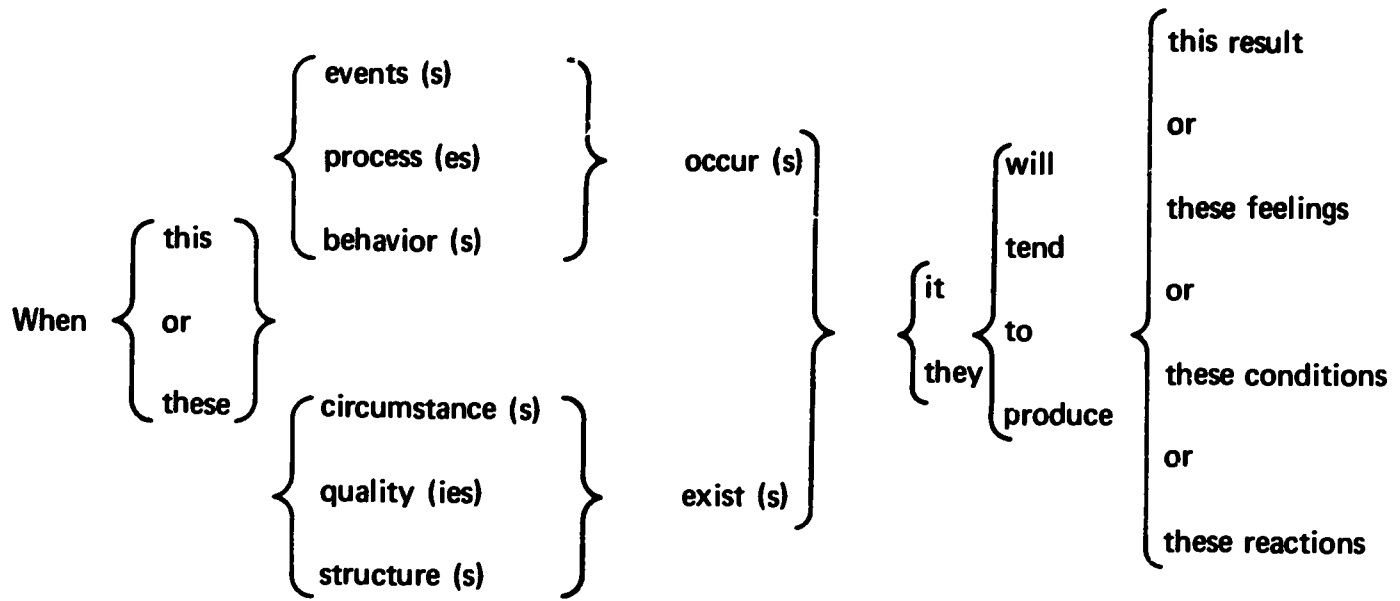 When
this
or
these
events (s)
process (es)
behavior (s)
circumstance (s)
quality (ies)
structure (s)
occur (s)
exist (s)
it
they
will
tend
to
produce
this result
or
these feelings
or
these conditions
or
these reactions